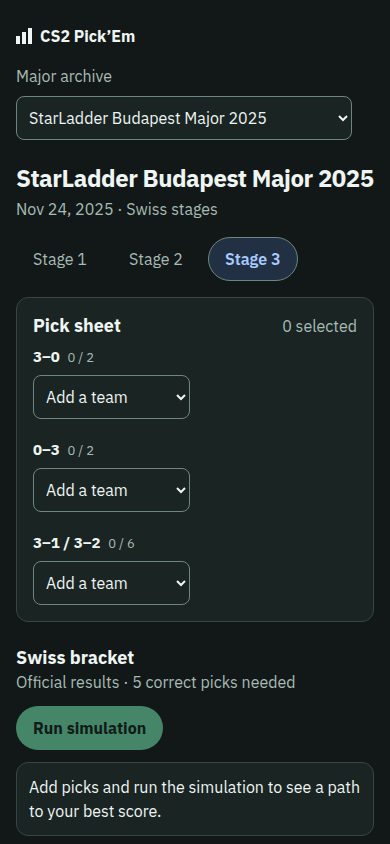 CS2 Pick’Em
Major archive
StarLadder Budapest Major 2025
StarLadder Budapest Major 2025
Nov 24, 2025 · Swiss stages
Stage 1 Stage 2 Stage 3
Pick sheet 0 selected
3–0 0 / 2
Add a team
0–3 0 / 2
Add a team
3–1 / 3–2 0 / 6
Add a team
Swiss bracket
Official results · 5 correct picks needed
Run simulation
Add picks and run the simulation to see a path
to your best score.